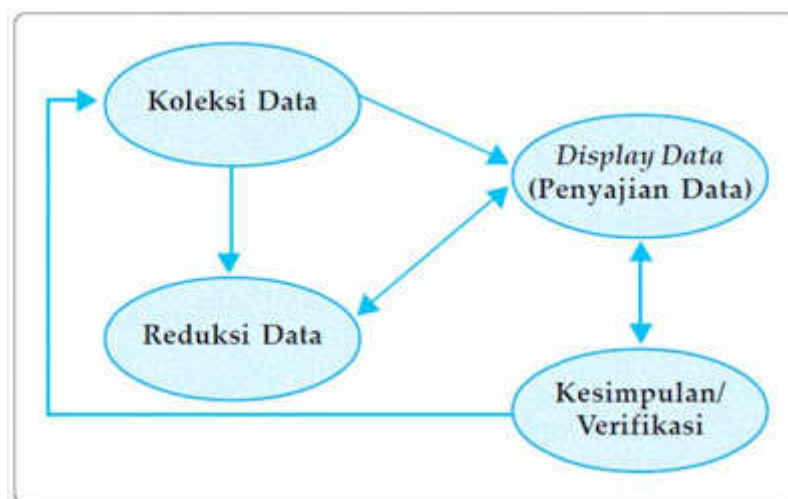 Koleksi Data
Display Data
(Penyajian Data)
Reduksi Data
Kesimpulan/
Verifikasi